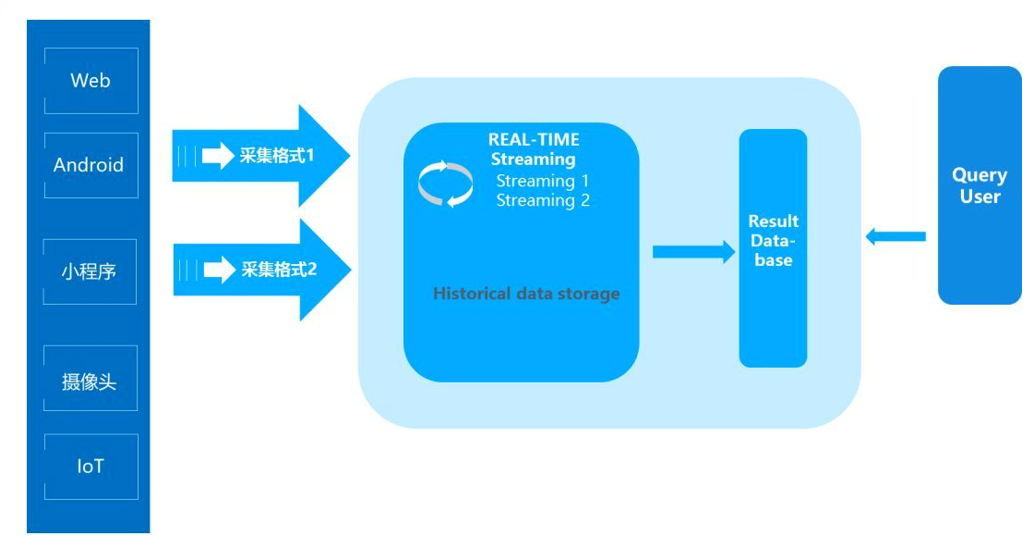 Web
Android
小程序
摄像头
IoT
采集格式1
采集格式2
REAL-TIME
Streaming
Streaming 1
Streaming 2
Historical data storage
Result
Data-
base
Query
User